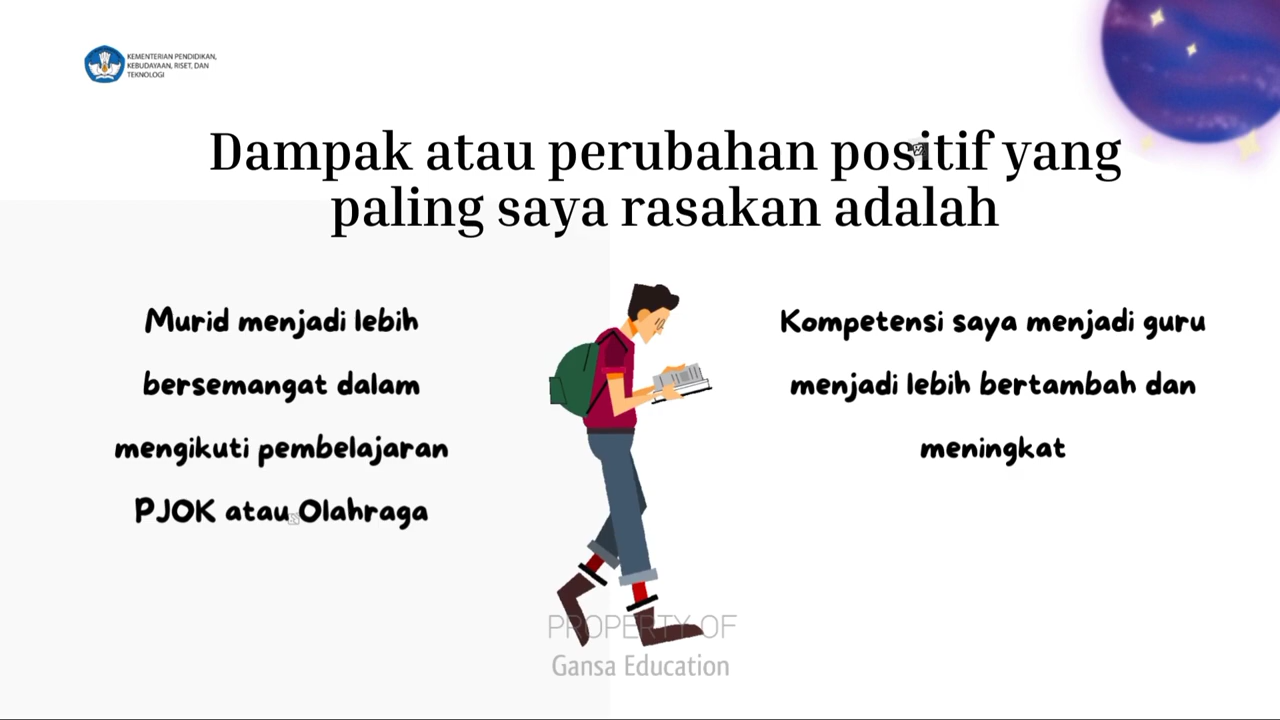 KEMENTERIAN PENDIDIKAN,
KEBUDAYAAN, RISET, DAN
TEKNOLOGI
Dampak atau perubahan positif yang
paling saya rasakan adalah
Murid menjadi lebih
bersemangat dalam
mengikuti pembelajaran
PJOK atau Olahraga
Kompetensi saya menjadi guru
menjadi lebih bertambah dan
meningkat
PROPERTY OF
Gansa Education